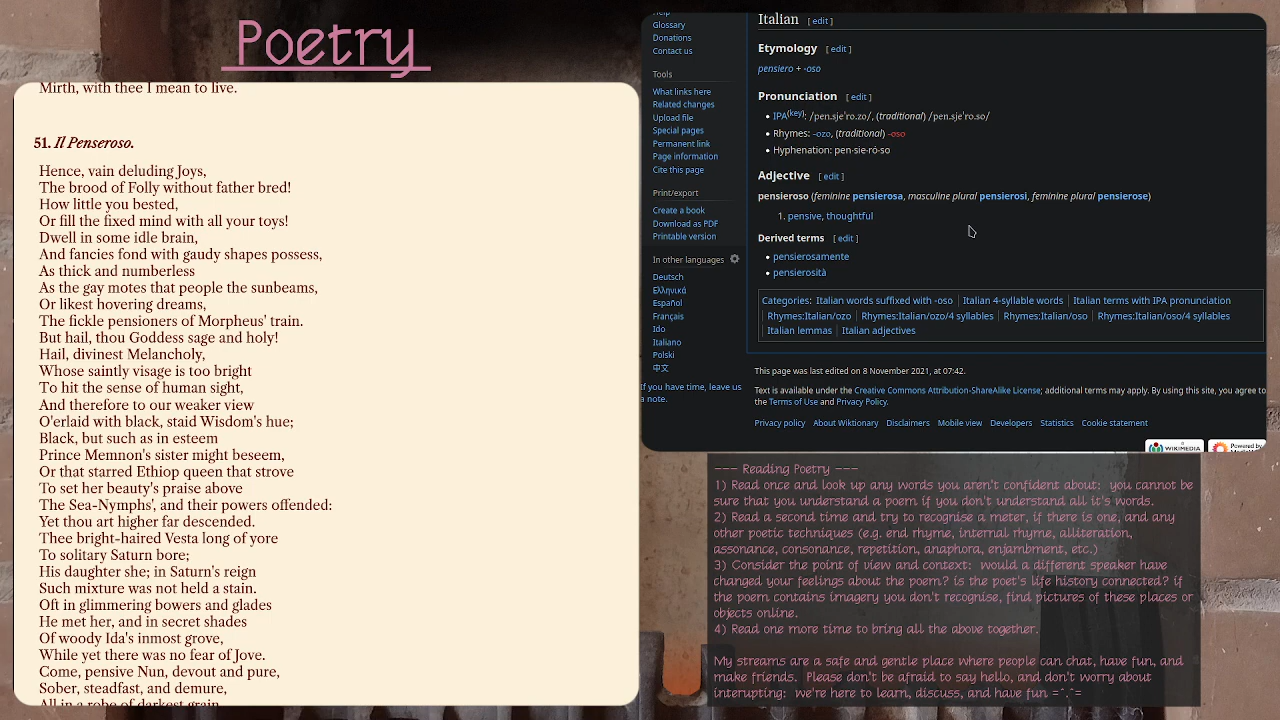 Poetry
Mirth, with thee I mean to live.
51. Il Penseroso.
Hence, vain deluding Joys,
The brood of Folly without father bred!
How little you bested,
Or fill the fixed mind with all your toys!
Dwell in some idle brain,
And fancies fond with gaudy shapes possess,
As thick and numberless
As the gay motes that people the sunbeams,
Or likest hovering dreams,
The fickle pensioners of Morpheus' train.
But hail, thou Goddess sage and holy!
Hail, divinest Melancholy,
Whose saintly visage is too bright
To hit the sense of human sight,
And therefore to our weaker view
O'erlaid with black, staid Wisdom's hue;
Black, but such as in esteem
Prince Memnon's sister might beseem,
Or that starred Ethiop queen that strove
To set her beauty's praise above
The Sea-Nymphs', and their powers offended:
Yet thou art higher far descended.
Thee bright-haired Vesta long of yore
To solitary Saturn bore;
His daughter she; in Saturn's reign
Such mixture was not held a stain.
Oft in glimmering bowers and glades
He met her, and in secret shades
Of woody Ida's inmost grove,
While yet there was no fear of Jove.
Come, pensive Nun, devout and pure,
Sober, steadfast, and demure,
All in a robe of darkest grain,
Help
Glossary
Donations
Contact us
Tools
What links here
Related changes
Upload file
Special pages
Permanent link
Page information
Cite this page
Print/export
Create a book
Download as PDF
Printable version
In other languages
Deutsch
Ελληνικά
Español
Français
Ido
Italiano
Polski
中文
If you have time, leave us
a note.
Italian [ edit ]
Etymology [ edit ]
pensiero + -oso
Pronunciation [ edit ]
• IPA(key): /pen.sjeˈro.zo/, (traditional) /pen.sjeˈro.so/
• Rhymes: -ozo, (traditional) -oso
• Hyphenation: pen‧sie‧ró‧so
Adjective [ edit ]
pensieroso (feminine pensierosa, masculine plural pensierosi, feminine plural pensierose)
1. pensive, thoughtful
Derived terms [ edit ]
• pensierosamente
• pensierosità
Categories: Italian words suffixed with -oso | Italian 4-syllable words | Italian terms with IPA pronunciation
Rhymes:Italian/ozo | Rhymes:Italian/ozo/4 syllables | Rhymes:Italian/oso | Rhymes:Italian/oso/4 syllables
Italian lemmas | Italian adjectives
This page was last edited on 8 November 2021, at 07:42.
Text is available under the Creative Commons Attribution-ShareAlike License; additional terms may apply. By using this site, you agree to
the Terms of Use and Privacy Policy.
Privacy policy About Wiktionary Disclaimers Mobile view Developers Statistics Cookie statement
WIKIMEDIA
Powered by
--- Reading Poetry ---
1) Read once and look up any words you aren't confident about: you cannot be
sure that you understand a poem if you don't understand all it's words.
2) Read a second time and try to recognise a meter, if there is one, and any
other poetic techniques (e.g. end rhyme, internal rhyme, alliteration,
assonance, consonance, repetition, anaphora, enjambment, etc.)
3) Consider the point of view and context: would a different speaker have
changed your feelings about the poem? is the poet's life history connected? if
the poem contains imagery you don't recognise, find pictures of these places or
objects online.
4) Read one more time to bring all the above together.
My streams are a safe and gentle place where people can chat, have fun, and
make friends. Please don't be afraid to say hello, and don't worry about
interupting: we're here to learn, discuss, and have fun =^.^=